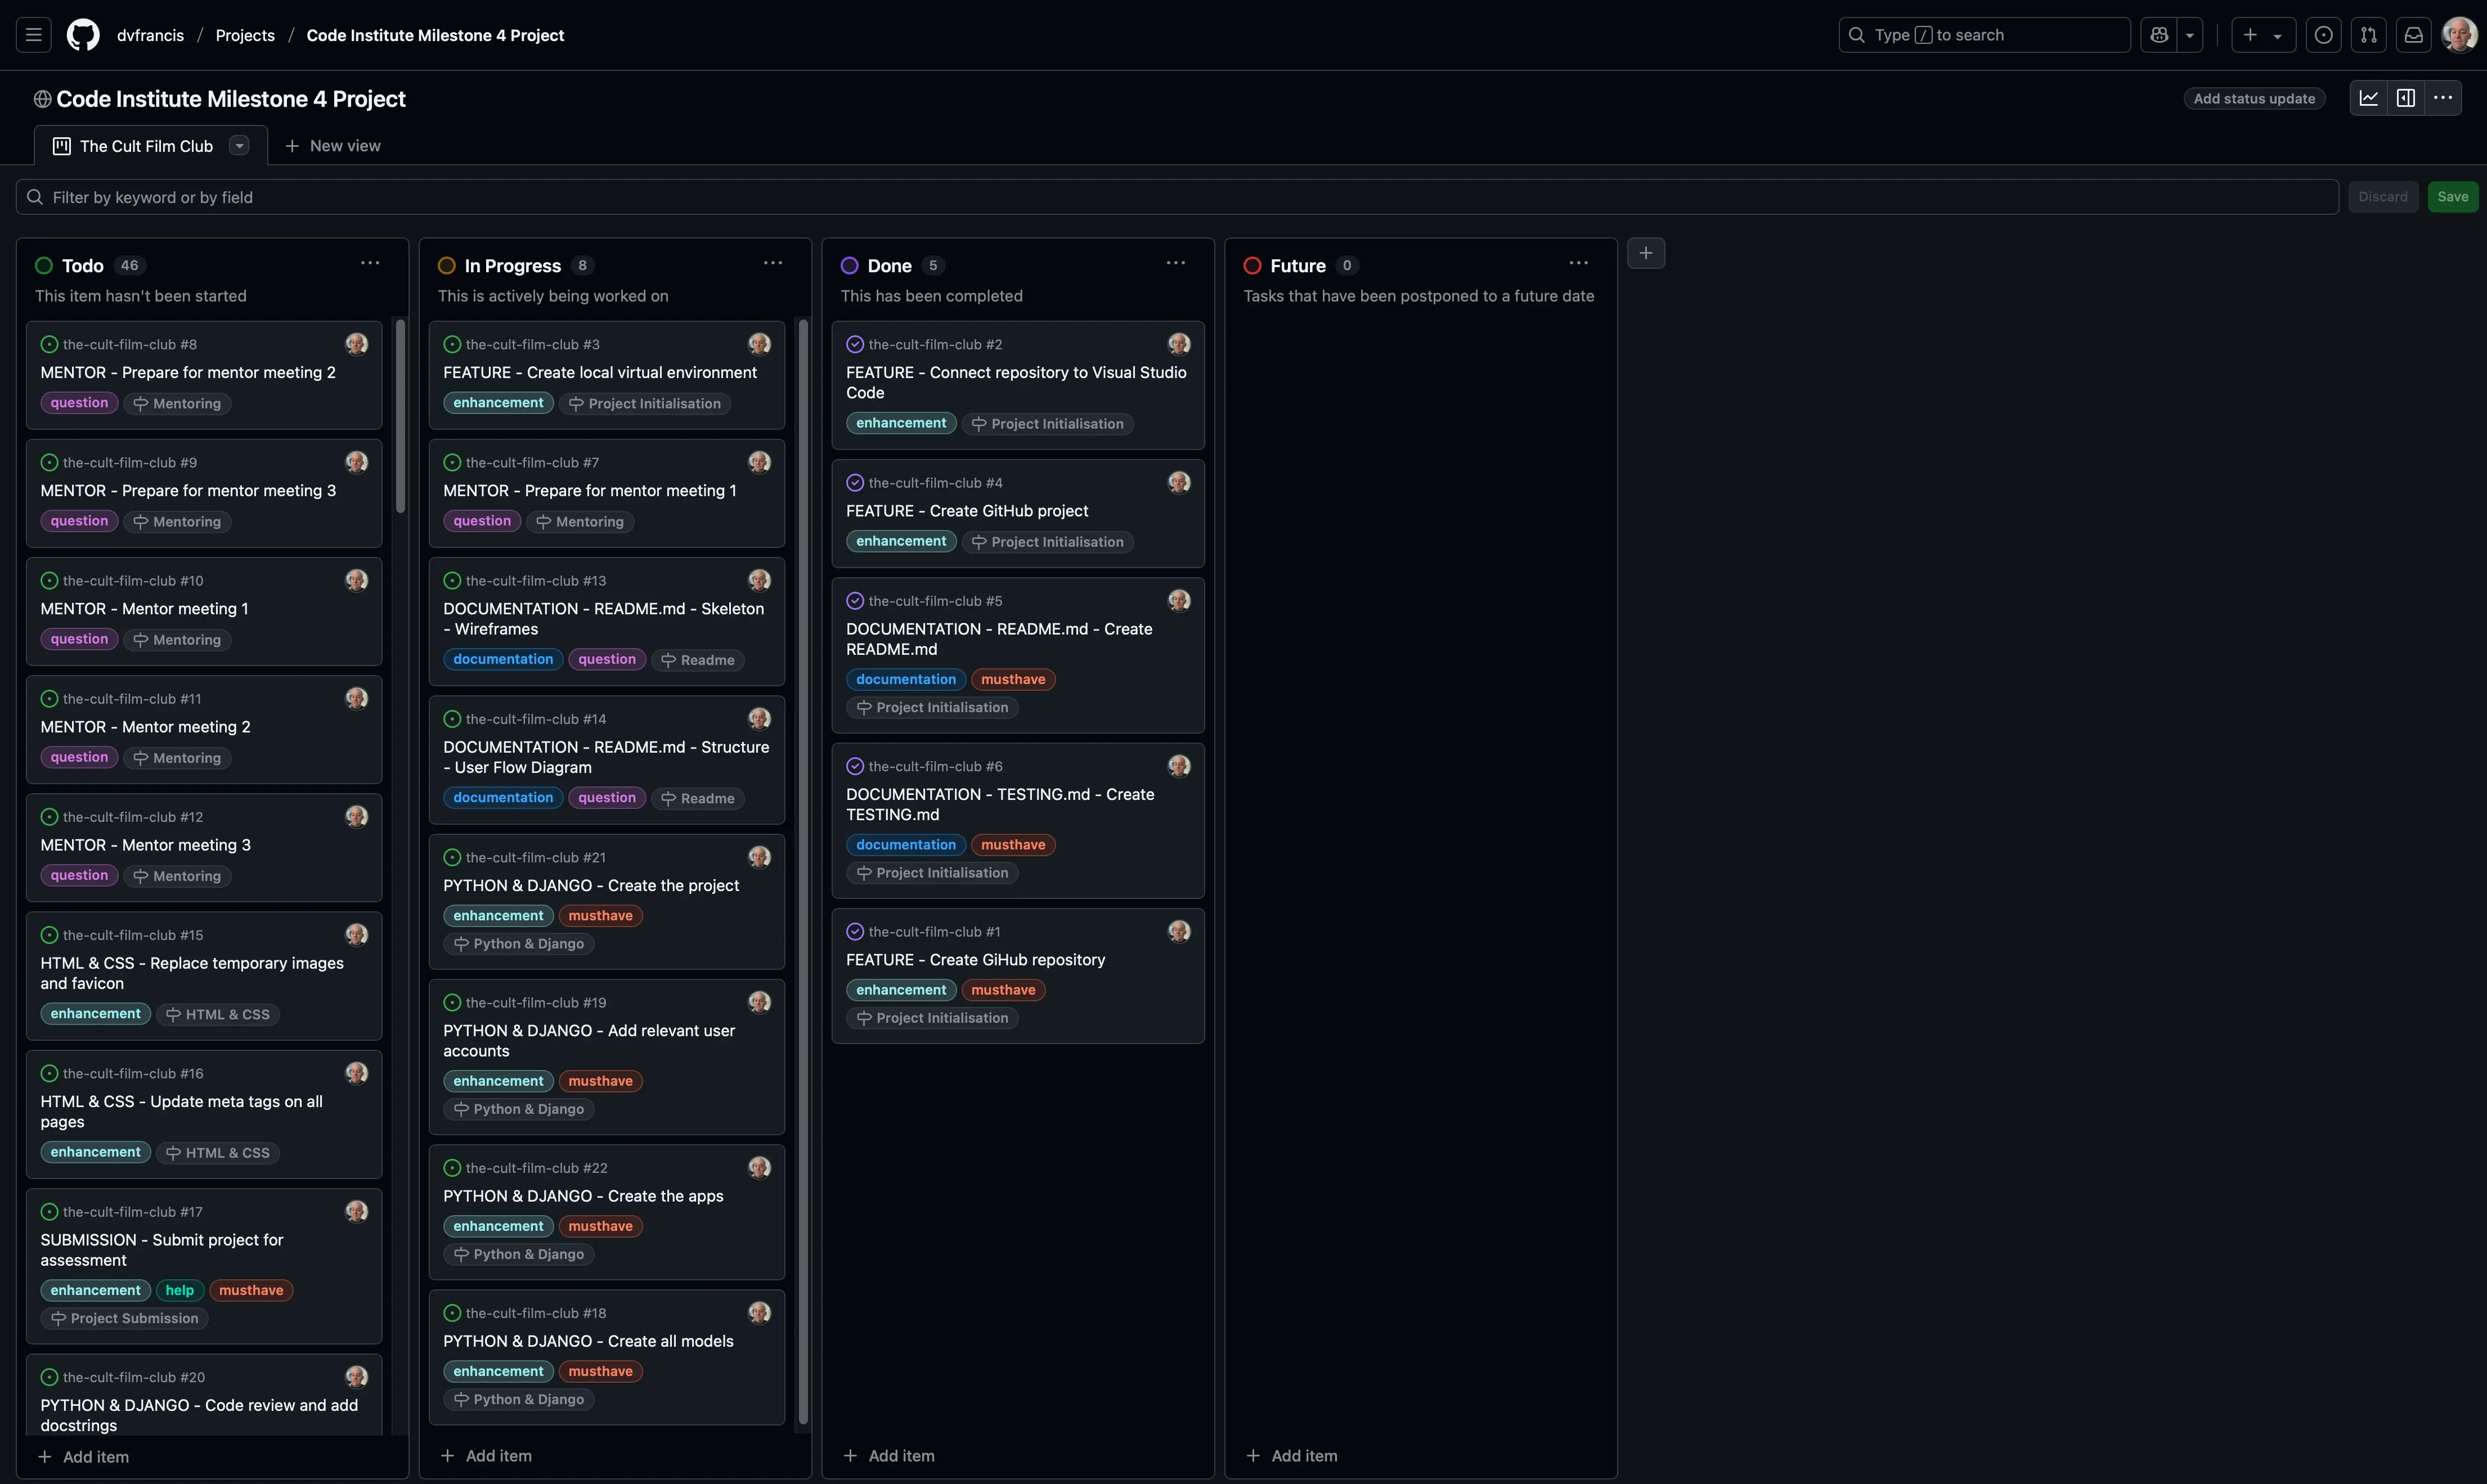 dvfrancis / Projects / Code Institute Milestone 4 Project
Type / to search
Code Institute Milestone 4 Project
Add status update
The Cult Film Club
New view
Filter by keyword or by field
Discard
Save
Todo 46
This item hasn't been started
the-cult-film-club #8
MENTOR - Prepare for mentor meeting 2
question Mentoring
the-cult-film-club #9
MENTOR - Prepare for mentor meeting 3
question Mentoring
the-cult-film-club #10
MENTOR - Mentor meeting 1
question Mentoring
the-cult-film-club #11
MENTOR - Mentor meeting 2
question Mentoring
the-cult-film-club #12
MENTOR - Mentor meeting 3
question Mentoring
the-cult-film-club #15
HTML & CSS - Replace temporary images
and favicon
enhancement HTML & CSS
the-cult-film-club #16
HTML & CSS - Update meta tags on all
pages
enhancement HTML & CSS
the-cult-film-club #17
SUBMISSION - Submit project for
assessment
enhancement help musthave
Project Submission
the-cult-film-club #20
PYTHON & DJANGO - Code review and add
docstrings
Add item
In Progress 8
This is actively being worked on
the-cult-film-club #3
FEATURE - Create local virtual environment
enhancement Project Initialisation
the-cult-film-club #7
MENTOR - Prepare for mentor meeting 1
question Mentoring
the-cult-film-club #13
DOCUMENTATION - README.md - Skeleton
- Wireframes
documentation question Readme
the-cult-film-club #14
DOCUMENTATION - README.md - Structure
- User Flow Diagram
documentation question Readme
the-cult-film-club #21
PYTHON & DJANGO - Create the project
enhancement musthave
Python & Django
the-cult-film-club #19
PYTHON & DJANGO - Add relevant user
accounts
enhancement musthave
Python & Django
the-cult-film-club #22
PYTHON & DJANGO - Create the apps
enhancement musthave
Python & Django
the-cult-film-club #18
PYTHON & DJANGO - Create all models
enhancement musthave
Python & Django
Add item
Done 5
This has been completed
the-cult-film-club #2
FEATURE - Connect repository to Visual Studio
Code
enhancement Project Initialisation
the-cult-film-club #4
FEATURE - Create GitHub project
enhancement Project Initialisation
the-cult-film-club #5
DOCUMENTATION - README.md - Create
README.md
documentation musthave
Project Initialisation
the-cult-film-club #6
DOCUMENTATION - TESTING.md - Create
TESTING.md
documentation musthave
Project Initialisation
the-cult-film-club #1
FEATURE - Create GiHub repository
enhancement musthave
Project Initialisation
Add item
Future 0
Tasks that have been postponed to a future date
Add item